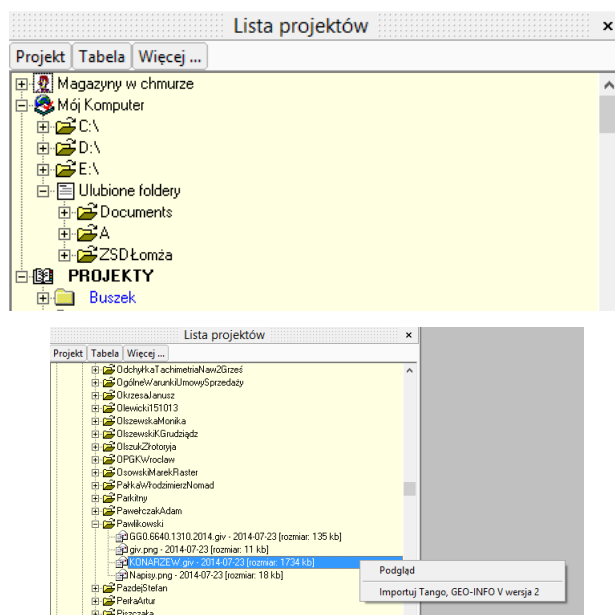 Lista projektów
Projekt Tabela Więcej ...
Magazyny w chmurze
Mój Komputer
C:\
D:\
E:\
Ulubione foldery
Documents
A
ZSDŁomża
PROJEKTY
Buszek
Lista projektów
Projekt Tabela Więcej ...
OdchyłkaTachimetriaNaw2Grześ
OgólneWarunkiUmowySprzedaży
OkrzesaJanusz
Olewicki151013
OlszewskaMonika
OlszewskiKGrudziądz
OlszukZłotoryja
OPGKWroclaw
OsowskiMarekRaster
PałkaWłodzimierzNomad
Parkitny
PawełczakAdam
Pawlikowski
GG0.6640.1310.2014.giv - 2014-07-23 [rozmiar: 135 kb]
giv.png - 2014-07-23 [rozmiar: 11 kb]
KONARZEW.giv - 2014-07-23 [rozmiar: 1734 kb]
Napisy.png - 2014-07-23 [rozmiar: 18 kb]
Podgląd
Importuj Tango, GEO-INFO V wersja 2
PazdejStefan
PerkaArtur
Piszczała